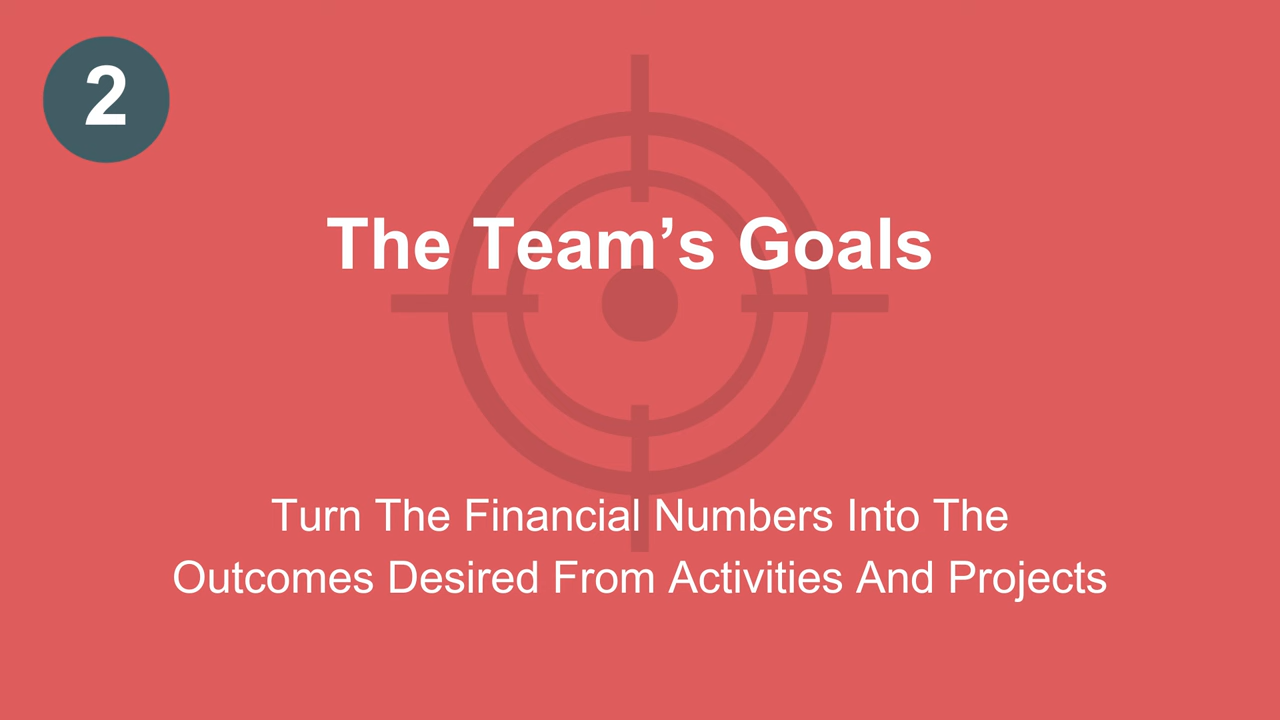 2
The Team’s Goals
Turn The Financial Numbers Into The
Outcomes Desired From Activities And Projects